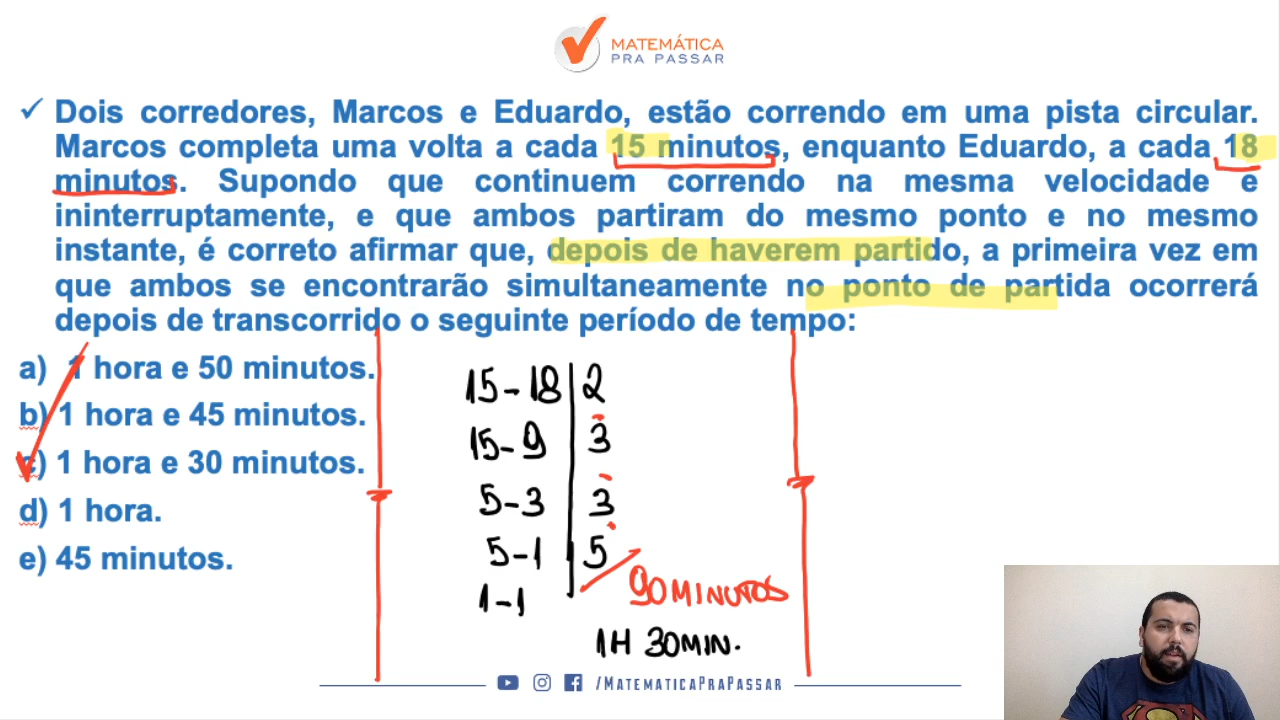 MATEMÁTICA
PRA PASSAR
✓ Dois corredores, Marcos e Eduardo, estão correndo em uma pista circular.
Marcos completa uma volta a cada 15 minutos, enquanto Eduardo, a cada 18
minutos. Supondo que continuem correndo na mesma velocidade e
ininterruptamente, e que ambos partiram do mesmo ponto e no mesmo
instante, é correto afirmar que, depois de haverem partido, a primeira vez em
que ambos se encontrarão simultaneamente no ponto de partida ocorrerá
depois de transcorrido o seguinte período de tempo:
a) 1 hora e 50 minutos.
b) 1 hora e 45 minutos.
c) 1 hora e 30 minutos.
d) 1 hora.
e) 45 minutos.
15 - 18 | 2
15 - 9 | 3
5 - 3 | 3
5 - 1 | 5
1 - 1
90 MINUTOS
1H 30MIN.
/MatematicaPraPassar